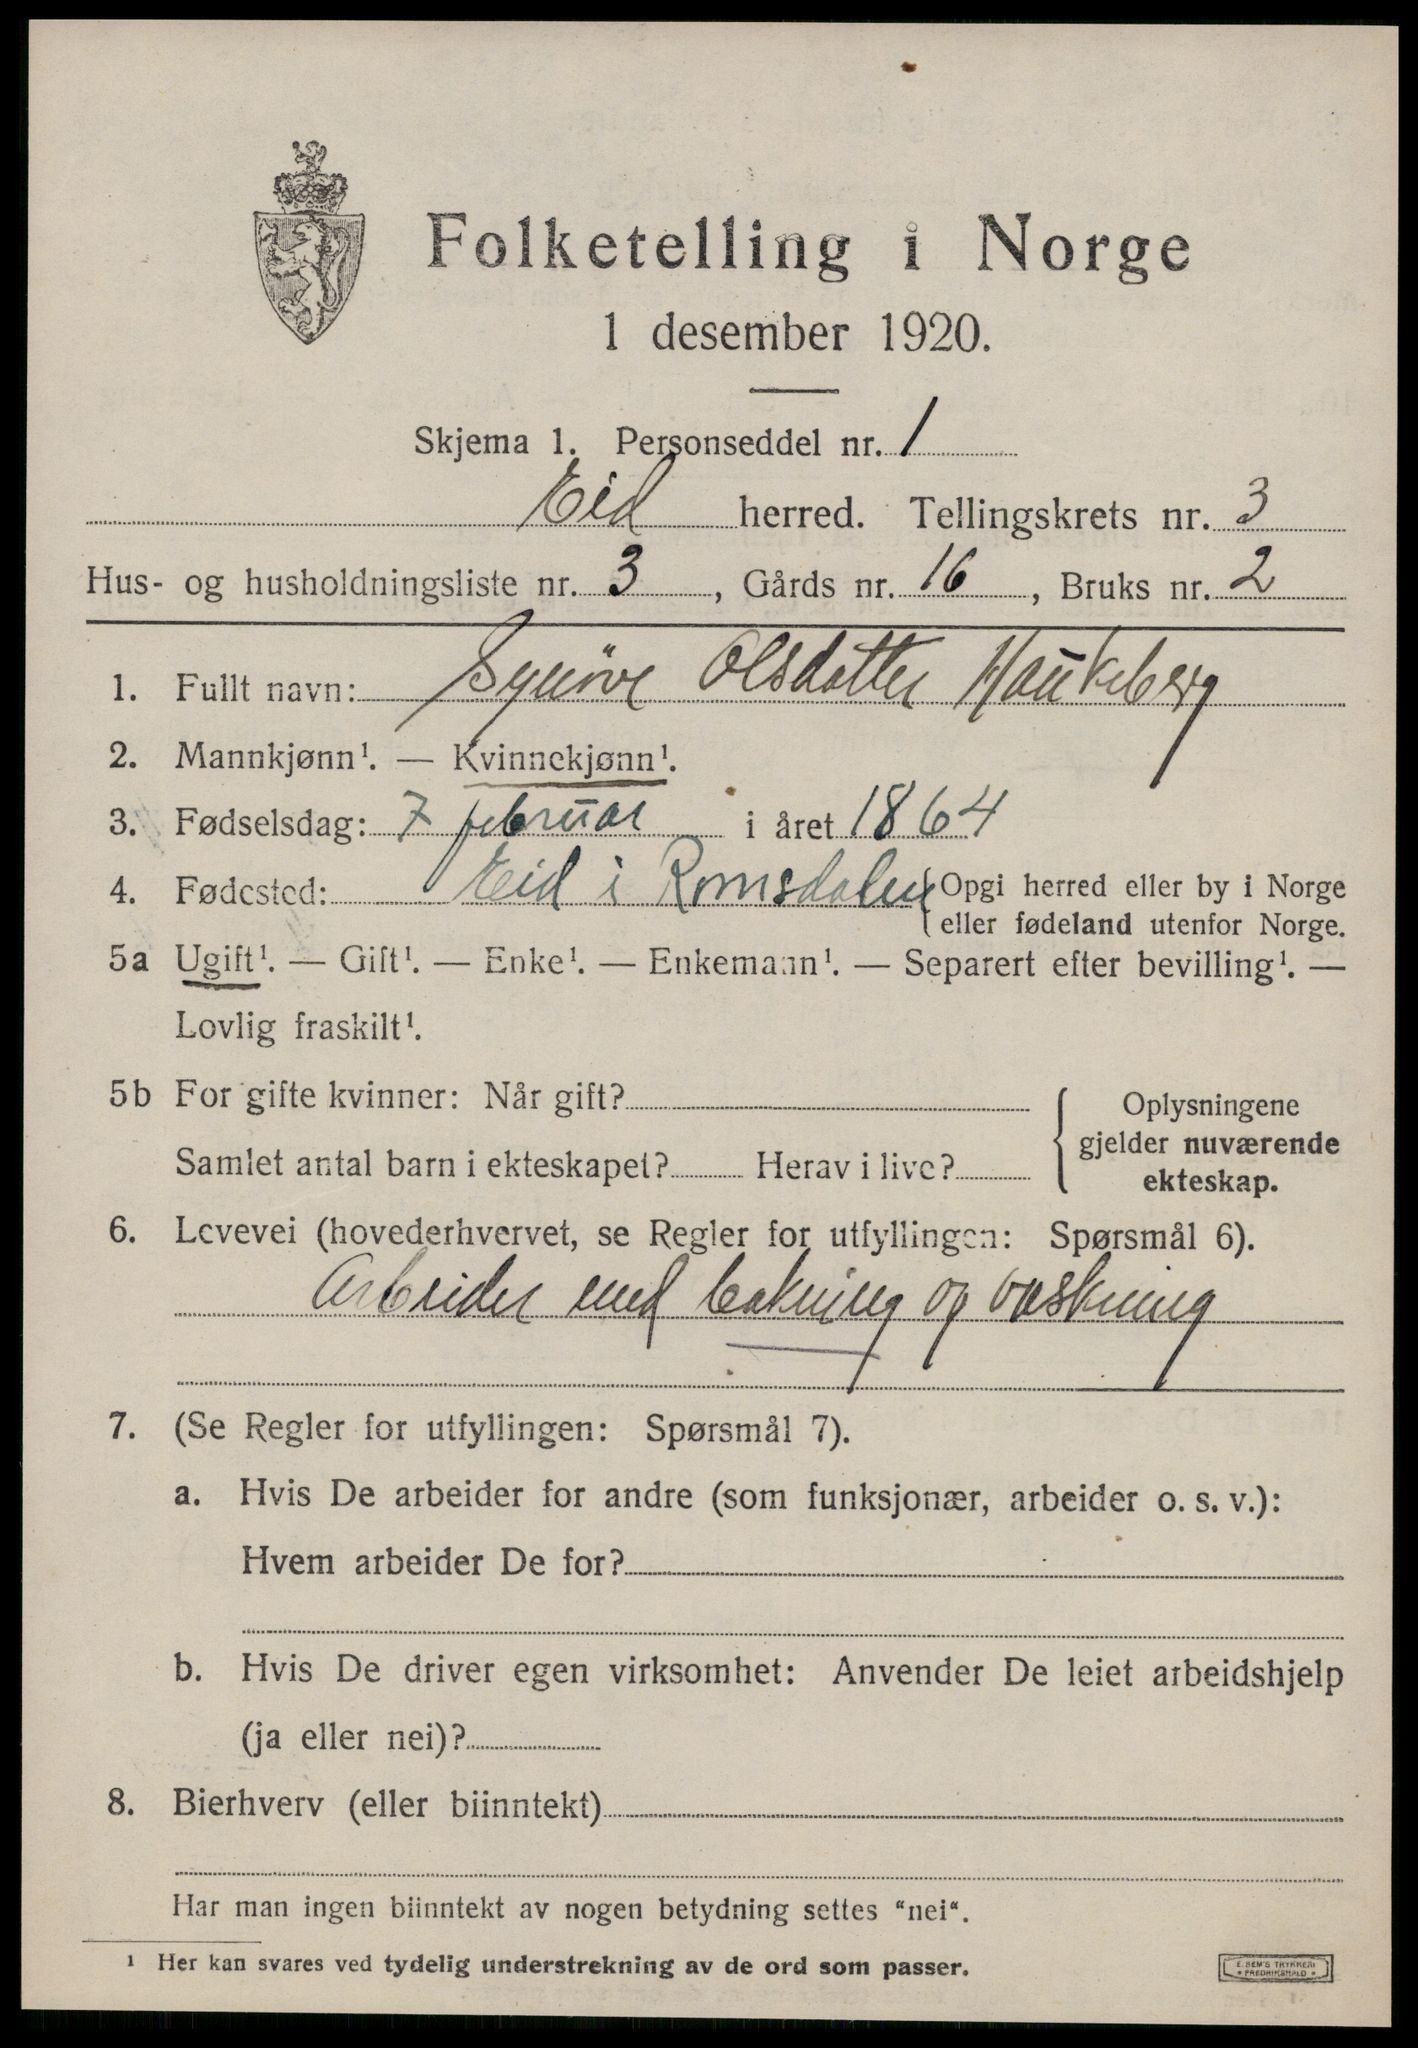 Folketelling i Norge
1 desember 1920.
Skjema 1. Personseddel nr. 1
Eid herred. Tellingskrets nr. 3
Hus- og husholdningsliste nr. 3, Gårds nr. 16, Bruks nr. 2
1. Fullt navn: Synøve Olsdatter Haukeberg
2. Mannkjønn¹. — Kvinnekjønn¹.
3. Fødselsdag: 7 februar i året 1864
4. Fødested: Eid i Romsdalen { Opgi herred eller by i Norge
eller fødeland utenfor Norge.
5a Ugift¹. — Gift¹. — Enke¹. — Enkemann¹. — Separert efter bevilling¹. —
Lovlig fraskilt¹.
5b For gifte kvinner: Når gift?
Samlet antal barn i ekteskapet? Herav i live?
Oplysningene
gjelder nuværende
ekteskap.
6. Levevei (hovederhvervet, se Regler for utfyllingen: Spørsmål 6).
Arbeider med bakning og vaskning
7. (Se Regler for utfyllingen: Spørsmål 7).
a. Hvis De arbeider for andre (som funksjonær, arbeider o. s. v.):
Hvem arbeider De for?
b. Hvis De driver egen virksomhet: Anvender De leiet arbeidshjelp
(ja eller nei)?
8. Bierhverv (eller biinntekt)
Har man ingen biinntekt av nogen betydning settes "nei".
¹ Her kan svares ved tydelig understrekning av de ord som passer.
E. SEM'S TRYKKERI
FREDRIKSHALD